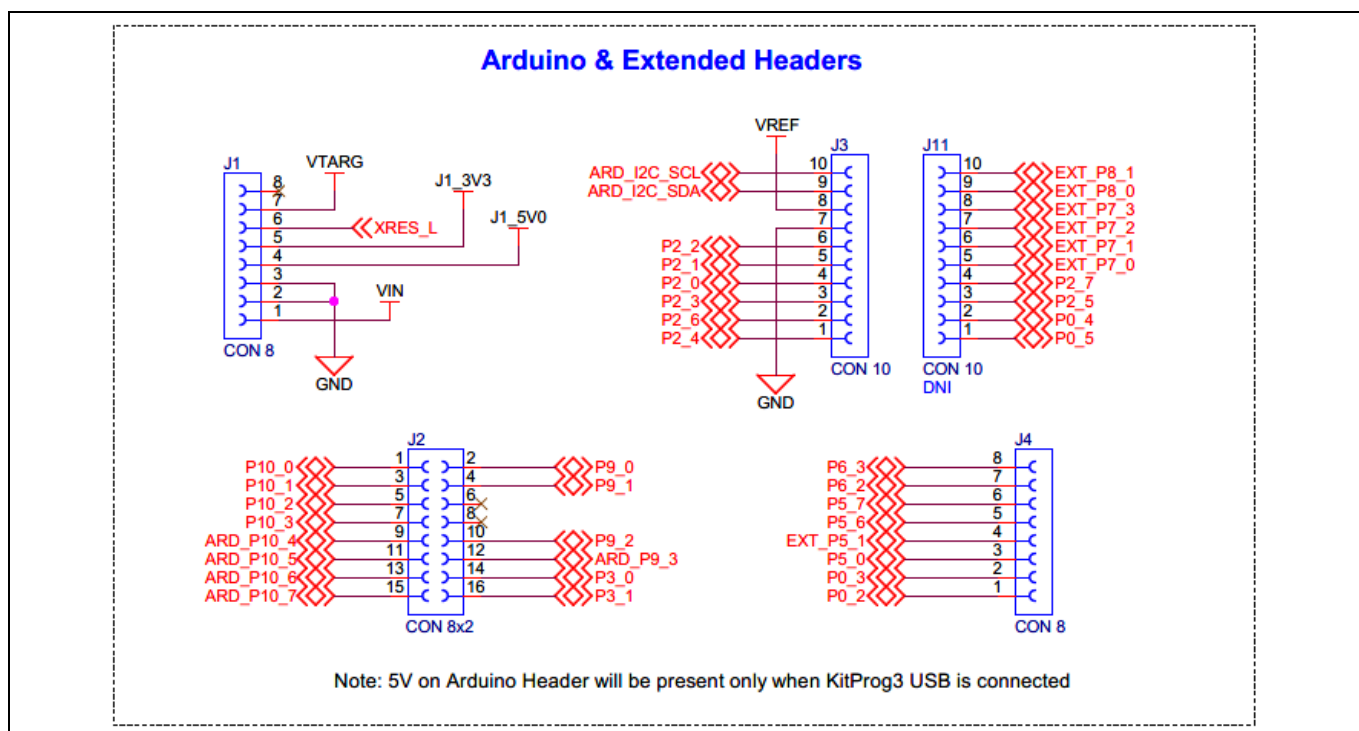 Arduino & Extended Headers
J1
VTARG
J1_3V3
J1_5V0
VIN
8
7
6 XRES_L
5
4
3
2
1
CON 8
GND
VREF
J3
ARD_I2C_SCL 10
ARD_I2C_SDA 9
8
7
P2_2 6
P2_1 5
P2_0 4
P2_3 3
P2_6 2
P2_4 1
CON 10
GND
J11
10 EXT_P8_1
9 EXT_P8_0
8 EXT_P7_3
7 EXT_P7_2
6 EXT_P7_1
5 EXT_P7_0
4 P2_7
3 P2_5
2 P0_4
1 P0_5
CON 10
DNI
J2
P10_0 1 2 P9_0
P10_1 3 4 P9_1
P10_2 5 6
P10_3 7 8
ARD_P10_4 9 10 P9_2
ARD_P10_5 11 12 ARD_P9_3
ARD_P10_6 13 14 P3_0
ARD_P10_7 15 16 P3_1
CON 8x2
J4
P6_3 8
P6_2 7
P5_7 6
P5_6 5
EXT_P5_1 4
P5_0 3
P0_3 2
P0_2 1
CON 8
Note: 5V on Arduino Header will be present only when KitProg3 USB is connected